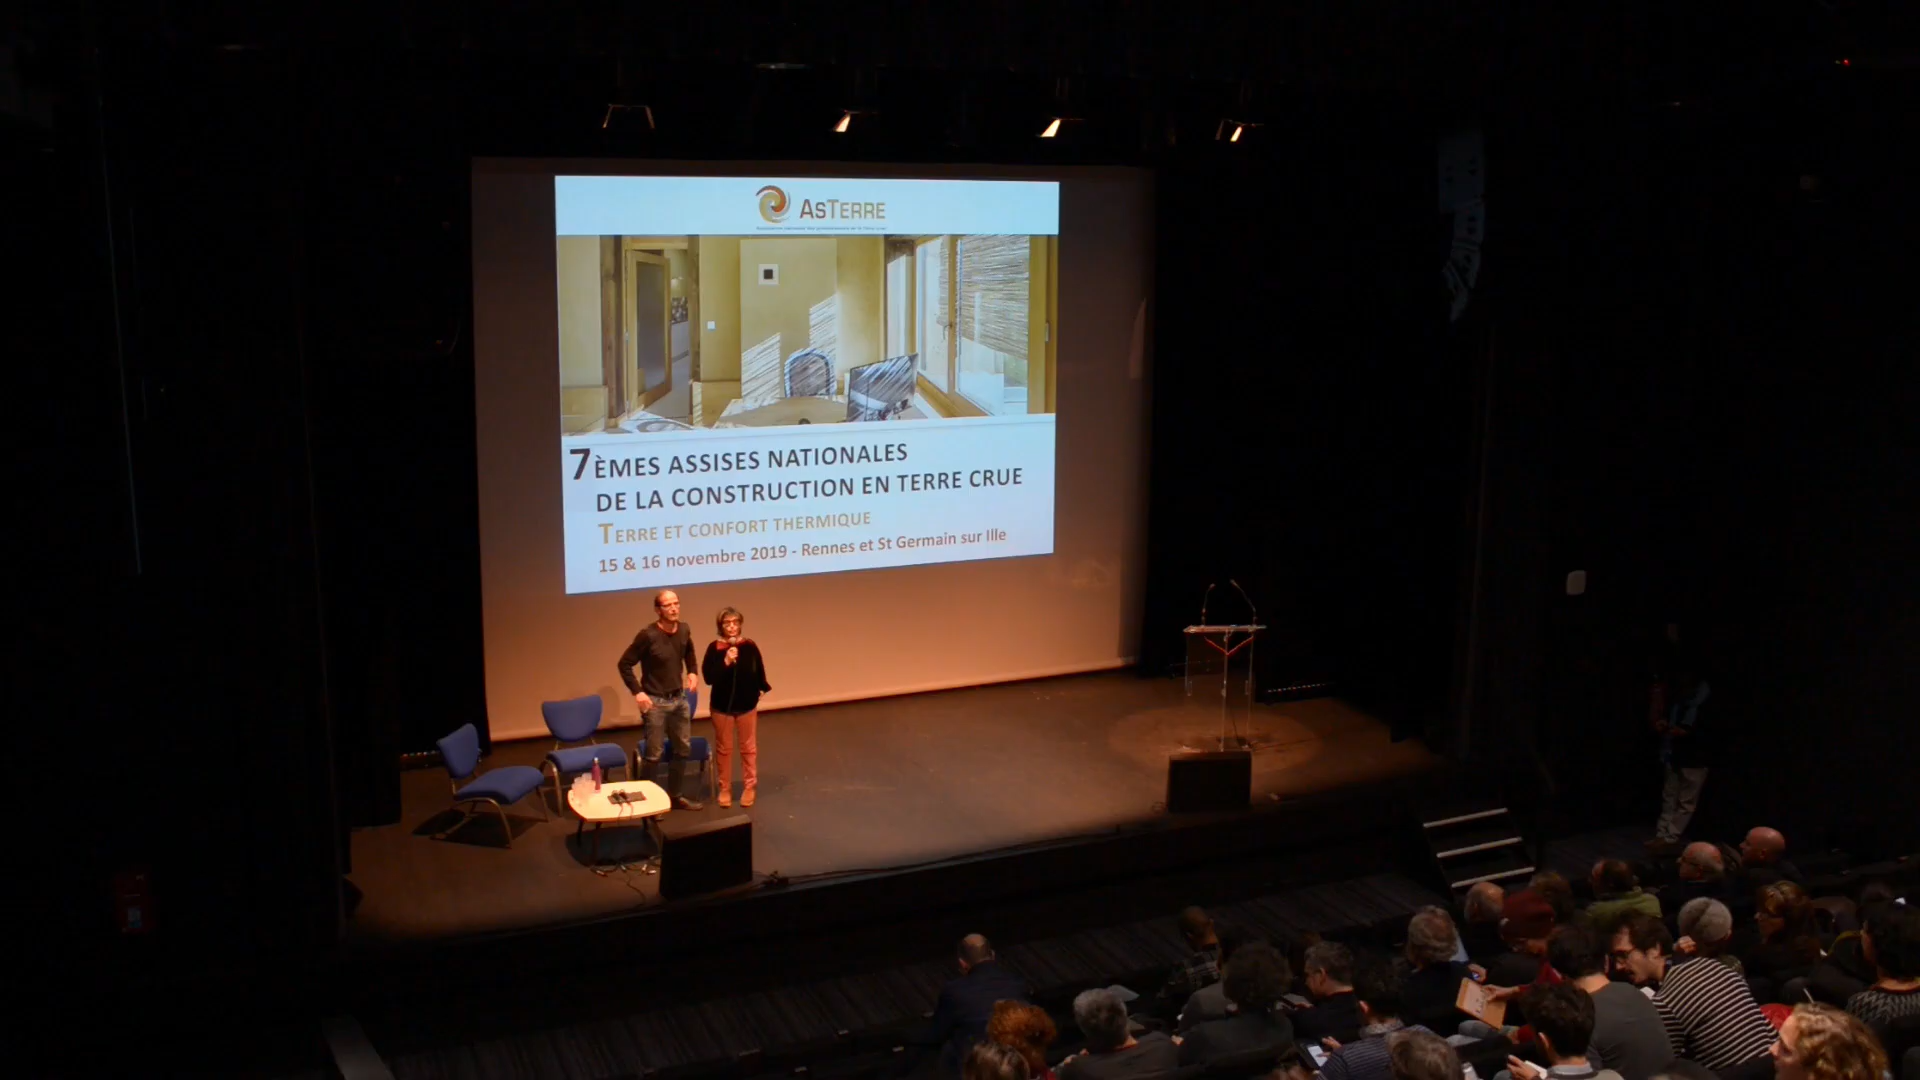 ASTERRE
7ÈMES ASSISES NATIONALES
DE LA CONSTRUCTION EN TERRE CRUE
TERRE ET CONFORT THERMIQUE
15 & 16 novembre 2019 - Rennes et St Germain sur Ille